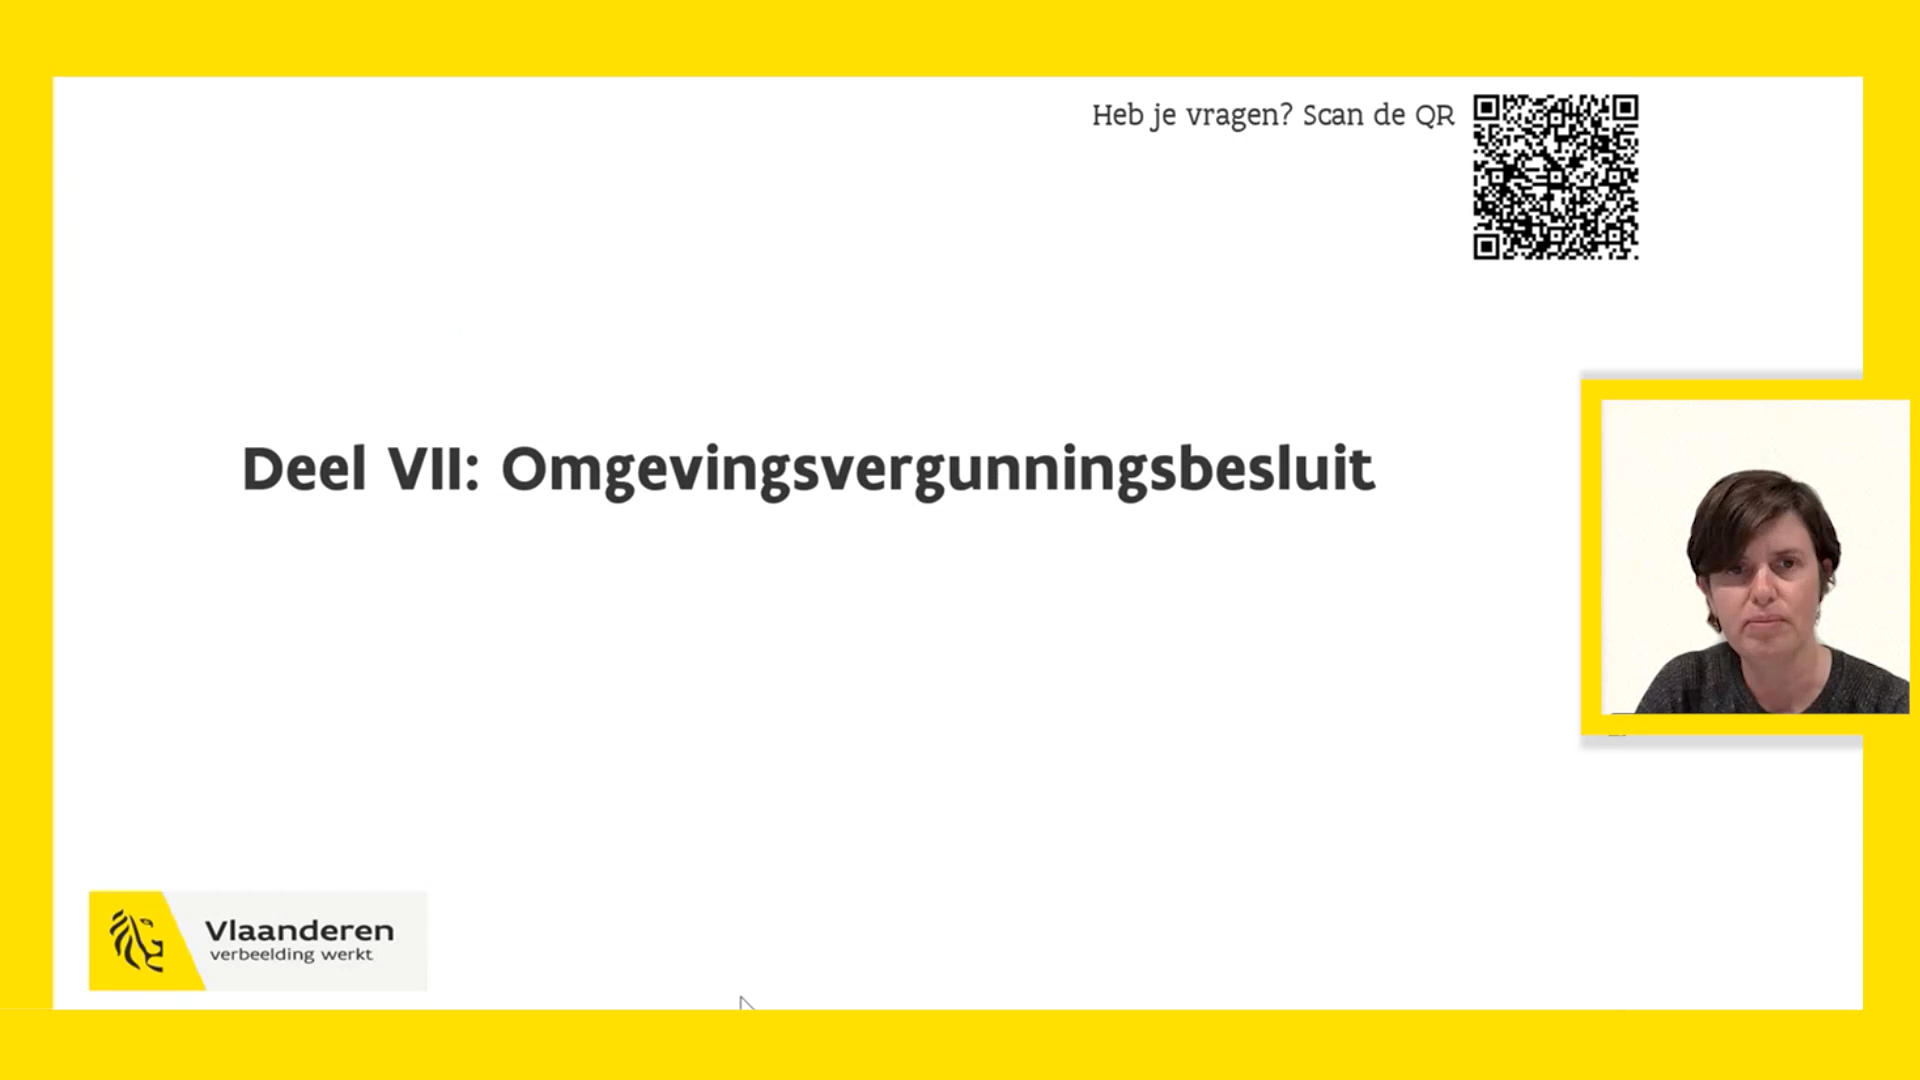 Heb je vragen? Scan de QR
Deel VII: Omgevingsvergunningsbesluit
Vlaanderen
verbeelding werkt